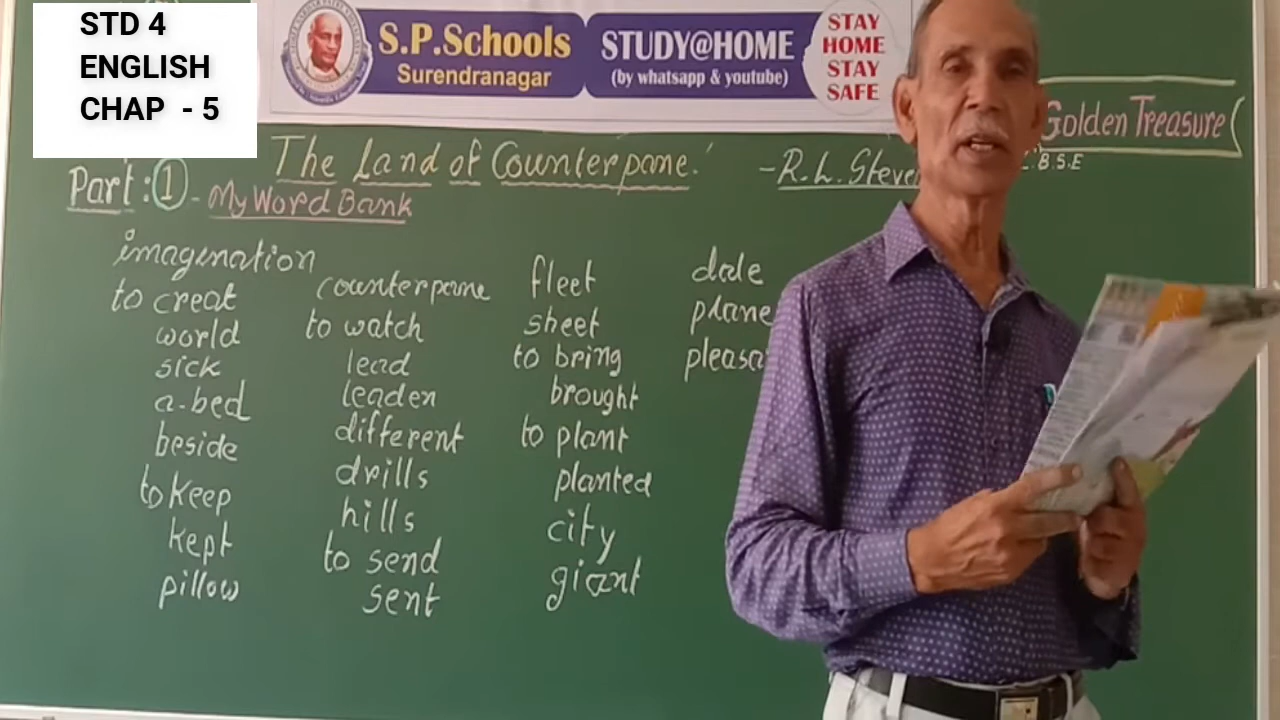 STD 4
ENGLISH
CHAP - 5
S.P.Schools
Surendranagar
STUDY@HOME
(by whatsapp & youtube)
STAY
HOME
STAY
SAFE
Golden Treasure
C.B.S.E
The Land of Counterpane.'
- R.L. Steve
Part: 1 - My Word Bank
imagenation
to creat
world
sick
a-bed
beside
to keep
kept
pillow
counterpane
to watch
lead
leader
different
drills
hills
to send
sent
fleet
sheet
to bring
brought
to plant
planted
city
giant
dale
plane
pleasa